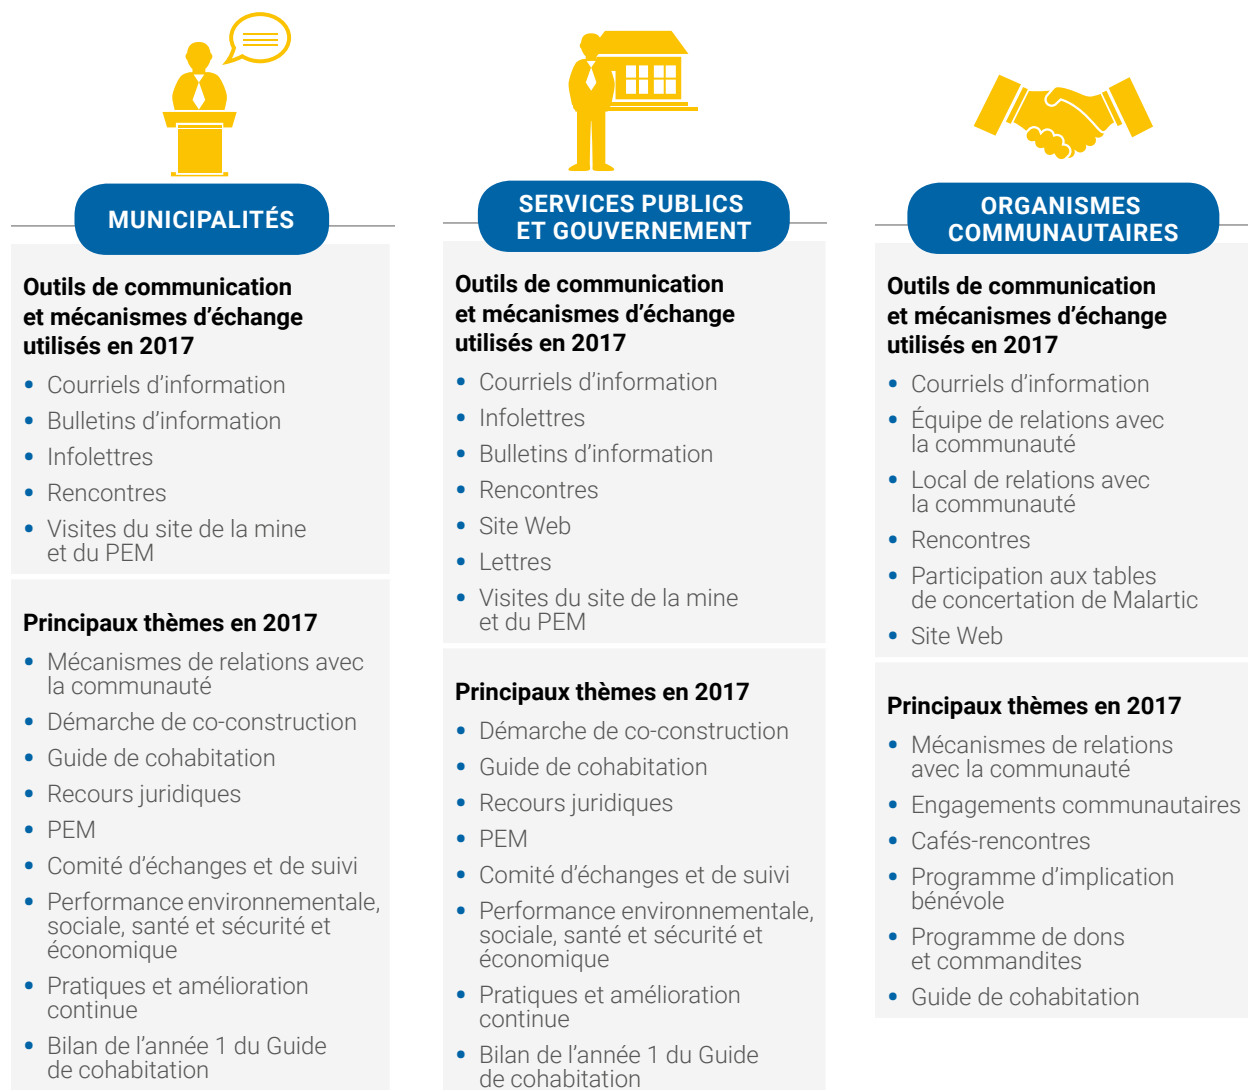 MUNICIPALITÉS
Outils de communication
et mécanismes d’échange
utilisés en 2017
• Courriels d’information
• Bulletins d’information
• Infolettres
• Rencontres
• Visites du site de la mine
et du PEM
Principaux thèmes en 2017
• Mécanismes de relations avec
la communauté
• Démarche de co-construction
• Guide de cohabitation
• Recours juridiques
• PEM
• Comité d’échanges et de suivi
• Performance environnementale,
sociale, santé et sécurité et
économique
• Pratiques et amélioration
continue
• Bilan de l’année 1 du Guide
de cohabitation
SERVICES PUBLICS
ET GOUVERNEMENT
Outils de communication
et mécanismes d’échange
utilisés en 2017
• Courriels d’information
• Infolettres
• Bulletins d’information
• Rencontres
• Site Web
• Lettres
• Visites du site de la mine
et du PEM
Principaux thèmes en 2017
• Démarche de co-construction
• Guide de cohabitation
• Recours juridiques
• PEM
• Comité d’échanges et de suivi
• Performance environnementale,
sociale, santé et sécurité et
économique
• Pratiques et amélioration
continue
• Bilan de l’année 1 du Guide
de cohabitation
ORGANISMES
COMMUNAUTAIRES
Outils de communication
et mécanismes d’échange
utilisés en 2017
• Courriels d’information
• Équipe de relations avec
la communauté
• Local de relations avec
la communauté
• Rencontres
• Participation aux tables
de concertation de Malartic
• Site Web
Principaux thèmes en 2017
• Mécanismes de relations
avec la communauté
• Engagements communautaires
• Cafés-rencontres
• Programme d’implication
bénévole
• Programme de dons
et commandites
• Guide de cohabitation